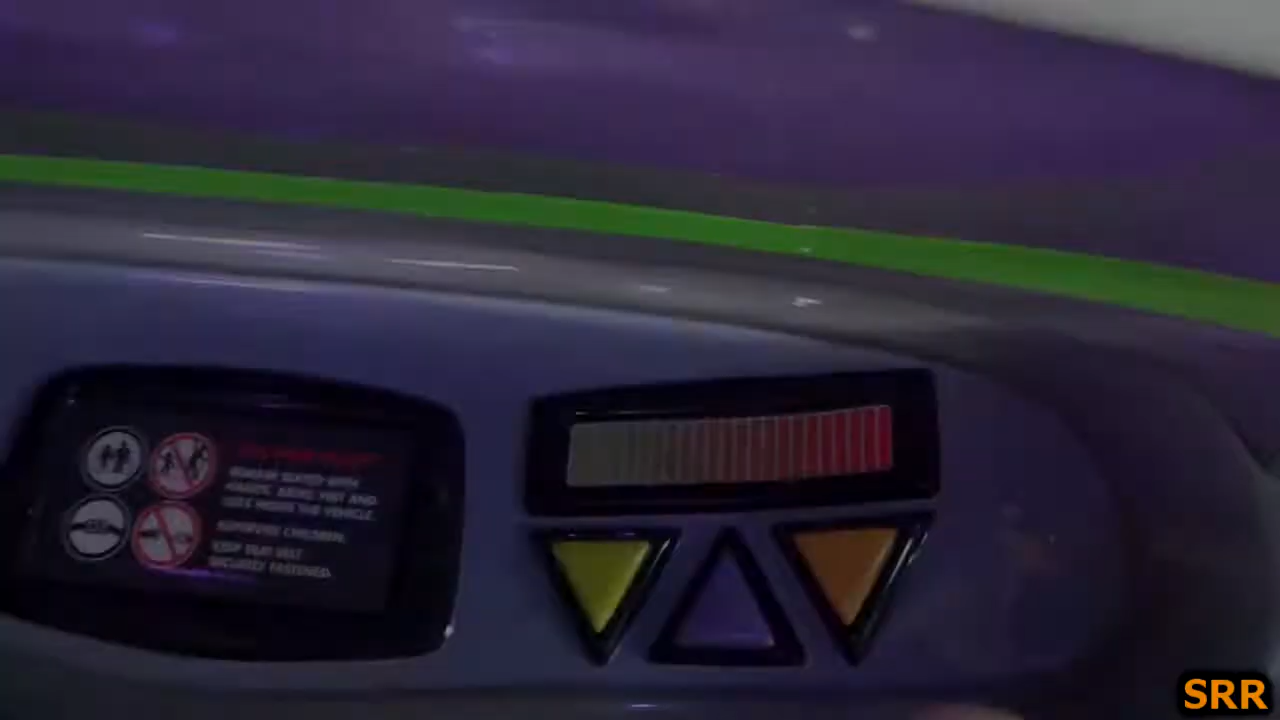 REMAIN SEATED WITH
HANDS, ARMS, FEET AND
LEGS INSIDE THE VEHICLE.
SUPERVISE CHILDREN.
KEEP SEAT BELT
SECURELY FASTENED.
SRR